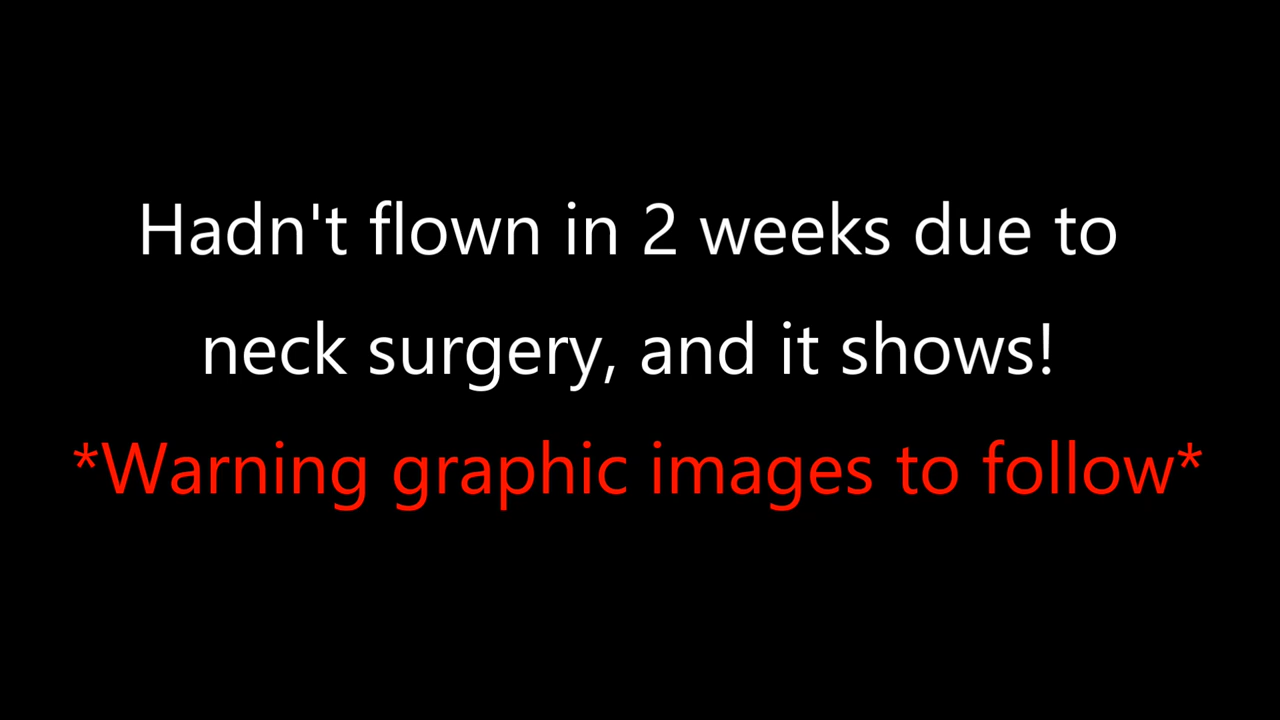 Hadn't flown in 2 weeks due to
neck surgery, and it shows!
*Warning graphic images to follow*